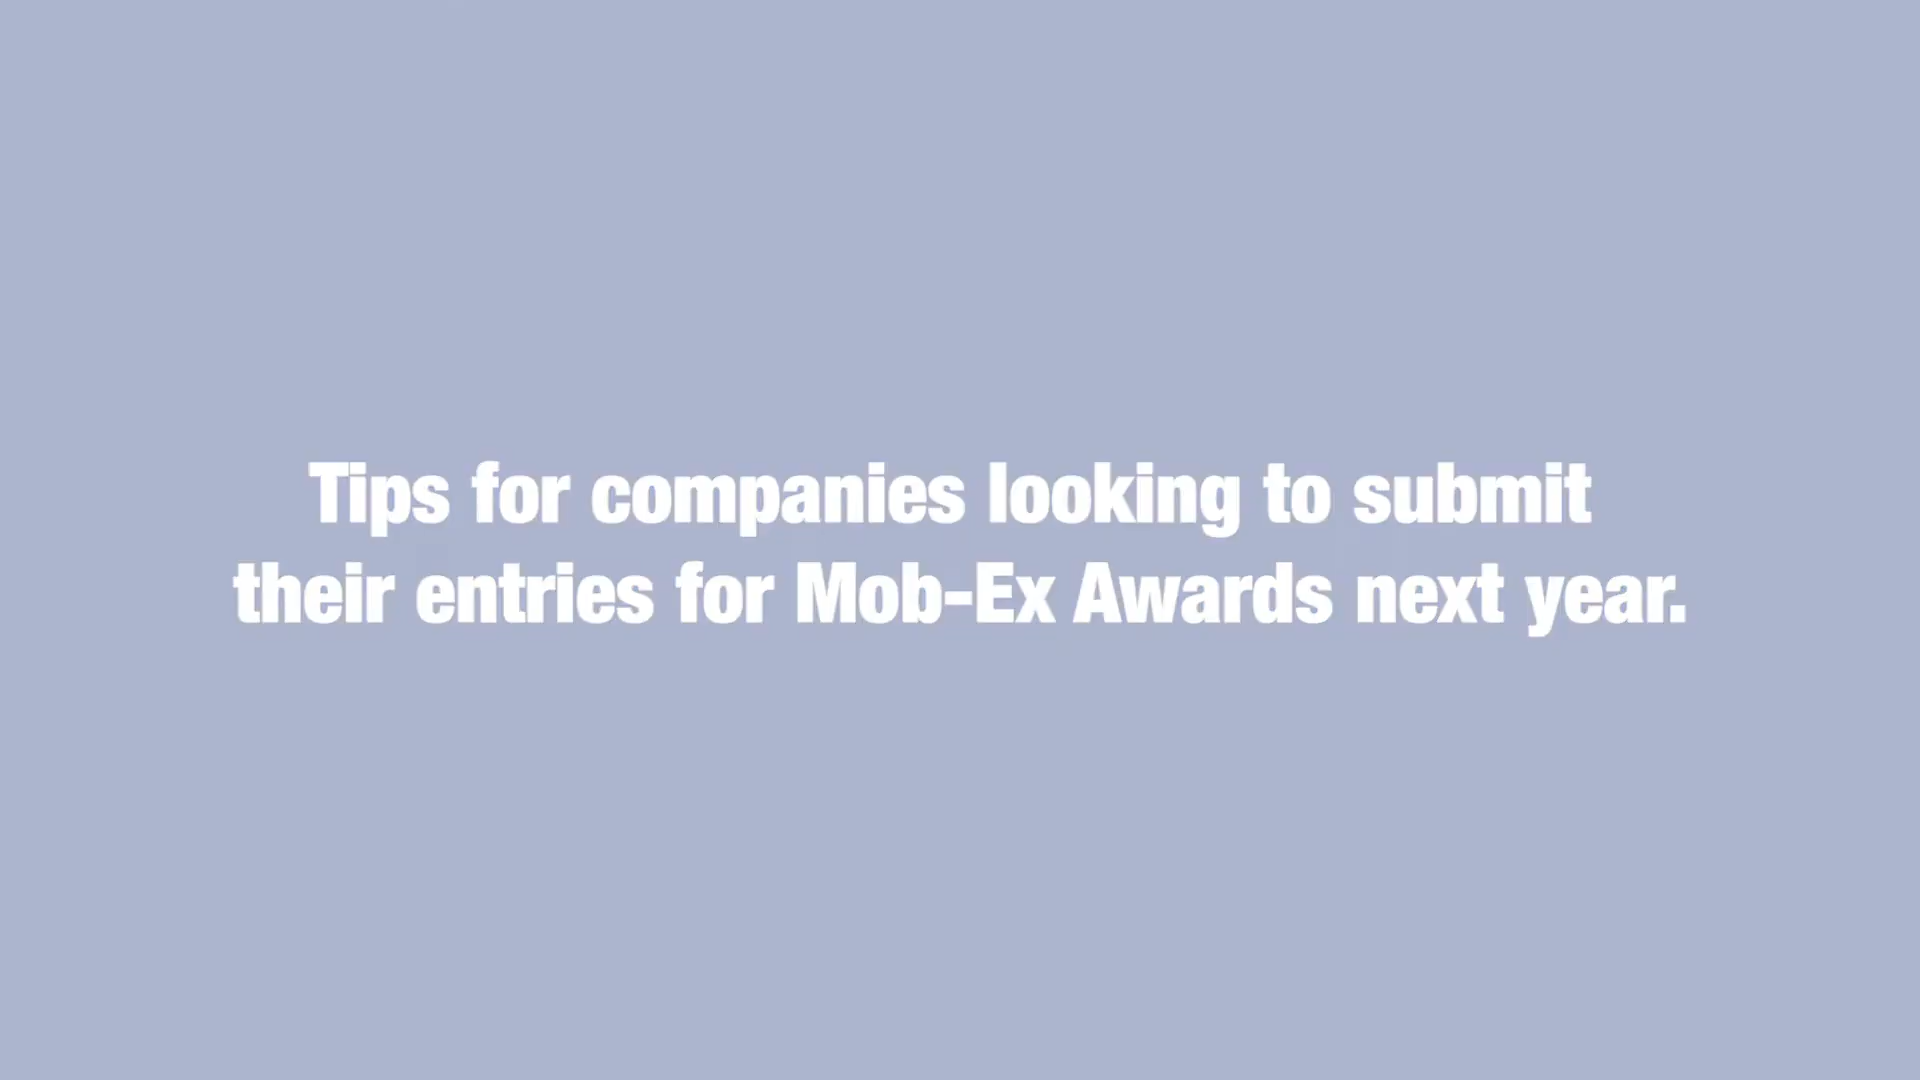 Tips for companies looking to submit
their entries for Mob-Ex Awards next year.